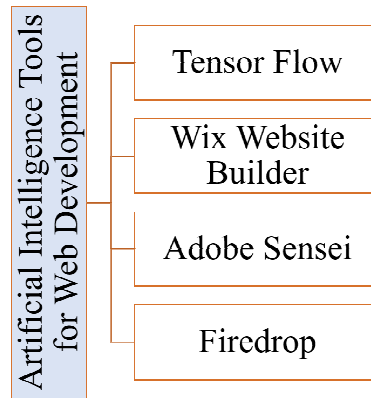 Artificial Intelligence Tools
for Web Development
Tensor Flow
Wix Website
Builder
Adobe Sensei
Firedrop